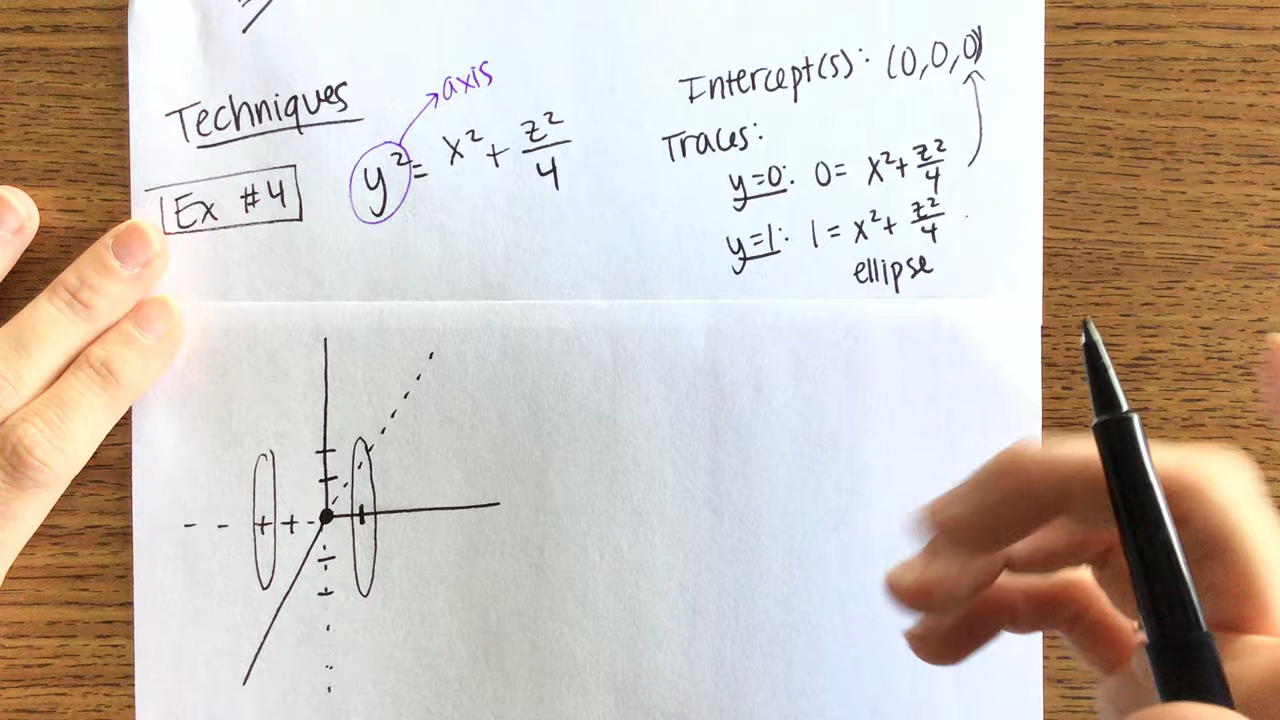 Techniques
Ex #4
y² = x² + z²/4
axis
Intercept(s): (0,0,0)
Traces:
y=0: 0 = x² + z²/4
y=1: 1 = x² + z²/4
ellipse